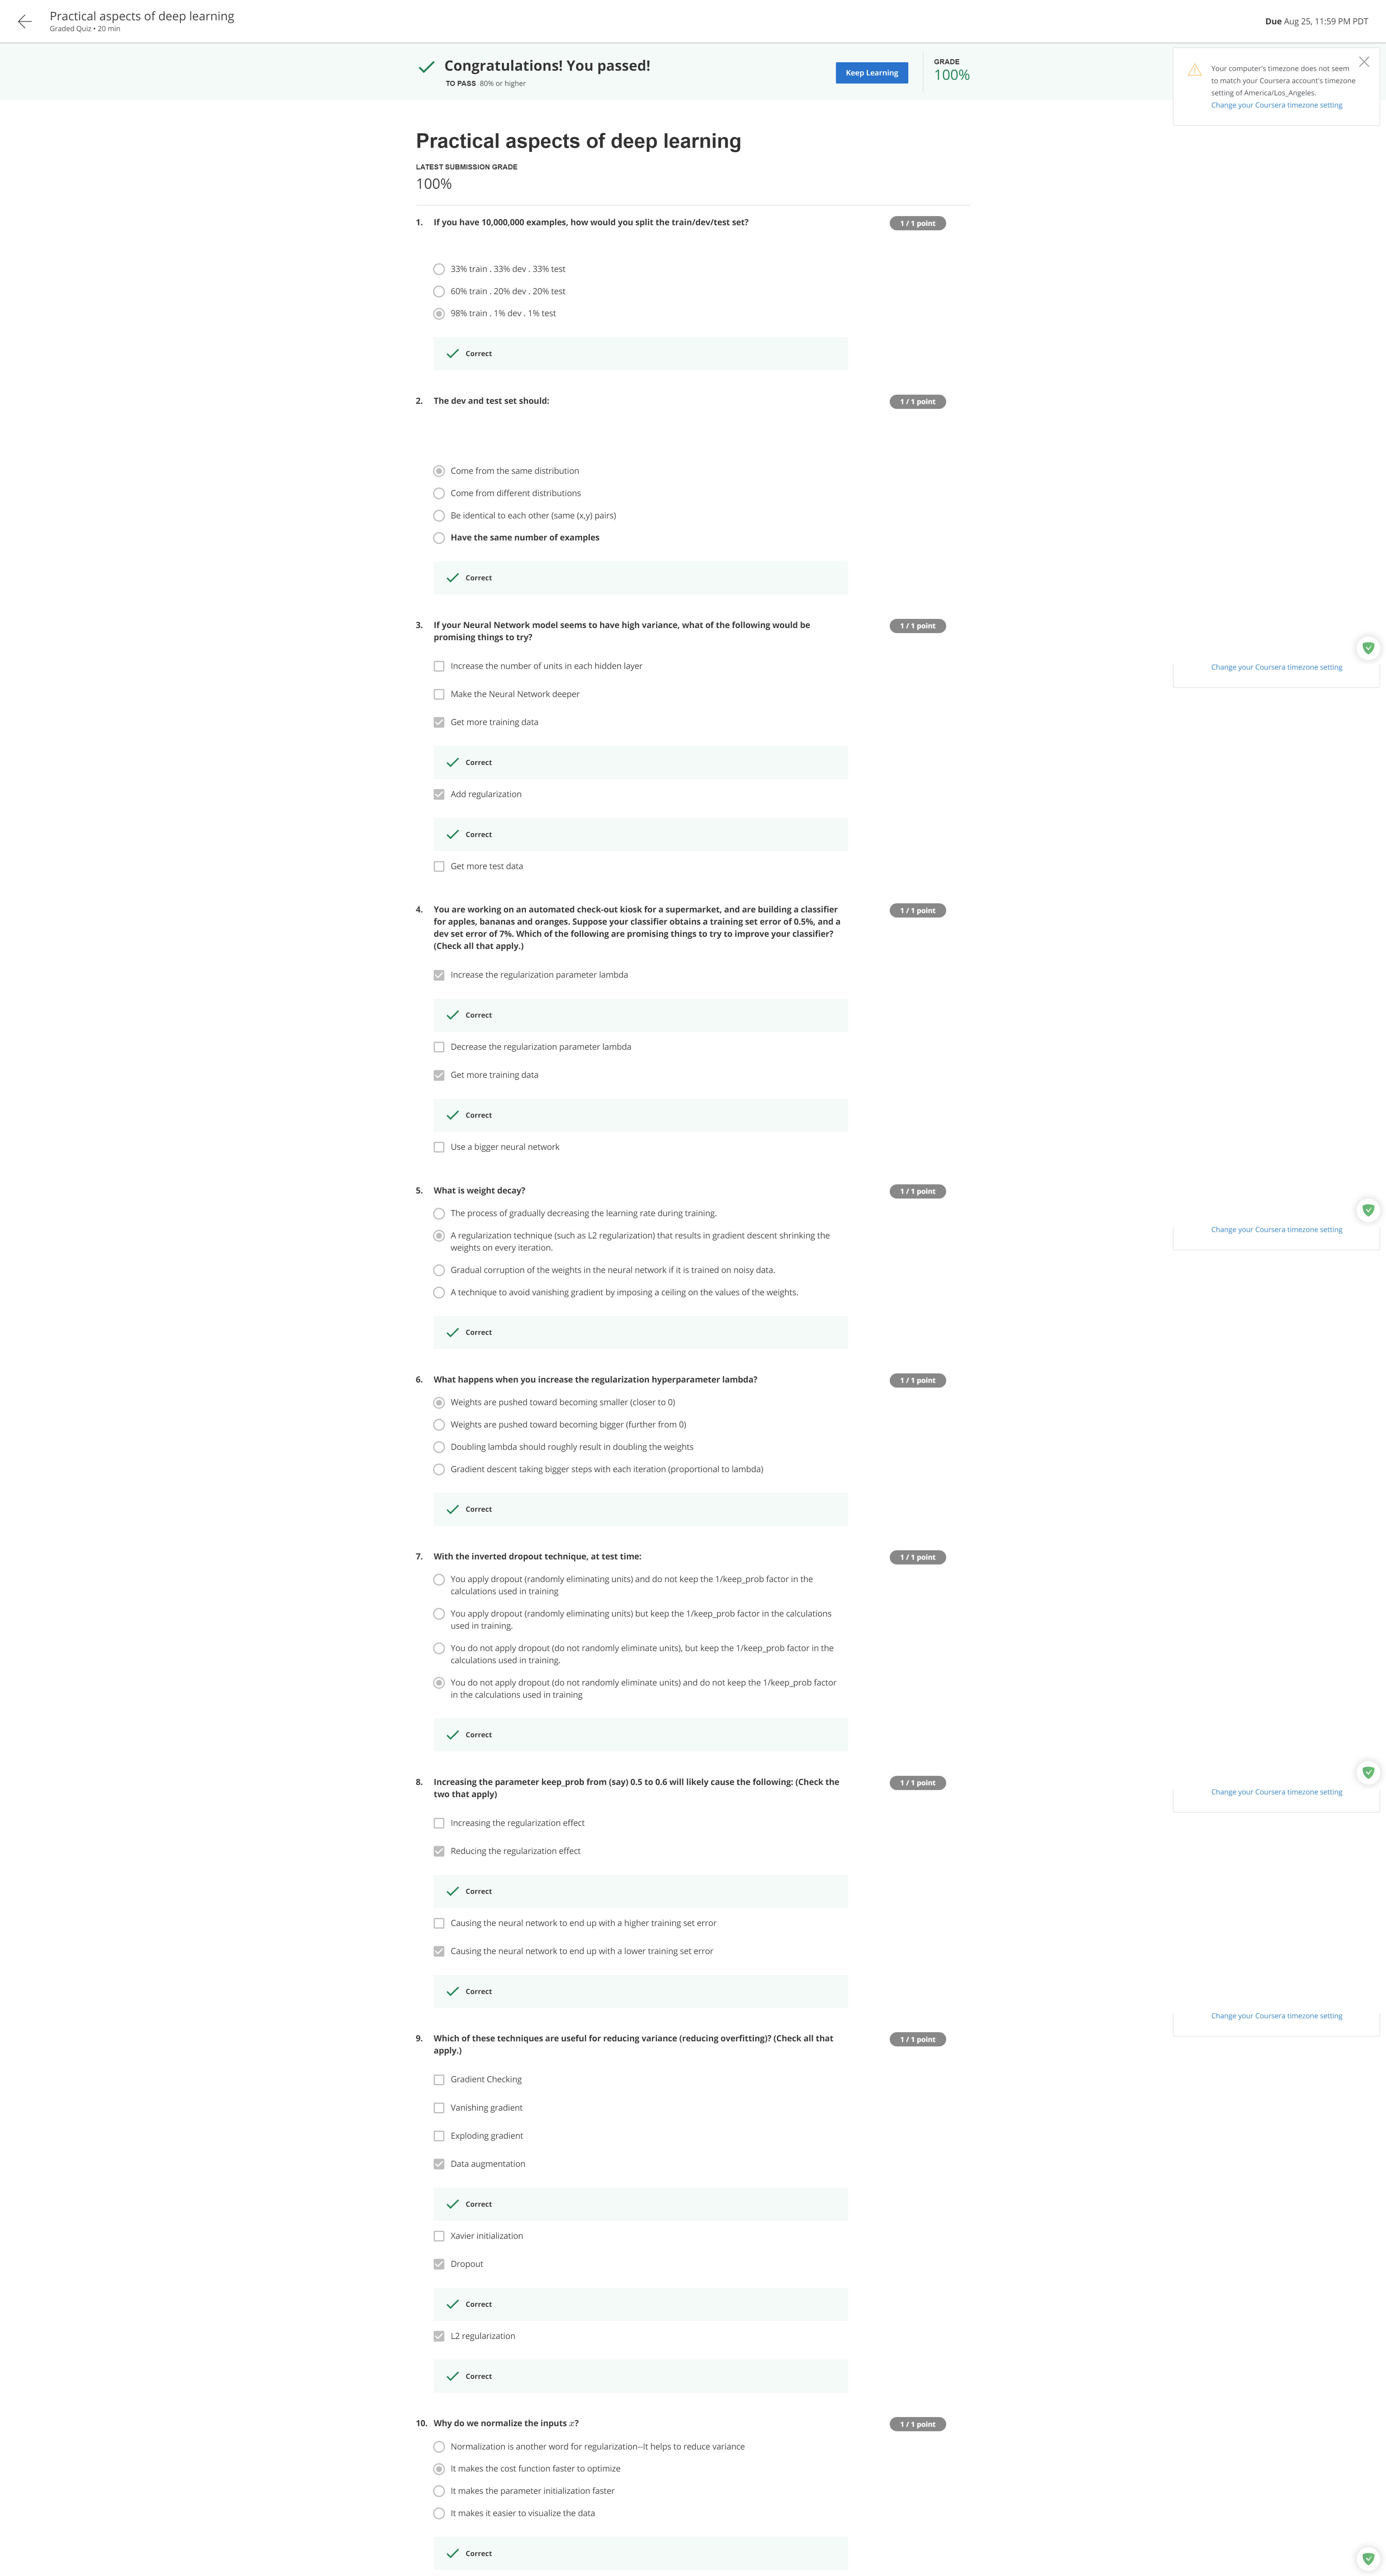 Practical aspects of deep learning
Graded Quiz • 20 min
Due Aug 25, 11:59 PM PDT
Congratulations! You passed!
TO PASS 80% or higher
Keep Learning
GRADE
100%
Your computer's timezone does not seem
to match your Coursera account's timezone
setting of America/Los_Angeles.
Change your Coursera timezone setting
Practical aspects of deep learning
LATEST SUBMISSION GRADE
100%
1. If you have 10,000,000 examples, how would you split the train/dev/test set?
1 / 1 point
33% train . 33% dev . 33% test
60% train . 20% dev . 20% test
98% train . 1% dev . 1% test
Correct
2. The dev and test set should:
1 / 1 point
Come from the same distribution
Come from different distributions
Be identical to each other (same (x,y) pairs)
Have the same number of examples
Correct
3. If your Neural Network model seems to have high variance, what of the following would be
promising things to try?
1 / 1 point
Increase the number of units in each hidden layer
Change your Coursera timezone setting
Make the Neural Network deeper
Get more training data
Correct
Add regularization
Correct
Get more test data
4. You are working on an automated check-out kiosk for a supermarket, and are building a classifier
for apples, bananas and oranges. Suppose your classifier obtains a training set error of 0.5%, and a
dev set error of 7%. Which of the following are promising things to try to improve your classifier?
(Check all that apply.)
1 / 1 point
Increase the regularization parameter lambda
Correct
Decrease the regularization parameter lambda
Get more training data
Correct
Use a bigger neural network
5. What is weight decay?
1 / 1 point
The process of gradually decreasing the learning rate during training.
Change your Coursera timezone setting
A regularization technique (such as L2 regularization) that results in gradient descent shrinking the
weights on every iteration.
Gradual corruption of the weights in the neural network if it is trained on noisy data.
A technique to avoid vanishing gradient by imposing a ceiling on the values of the weights.
Correct
6. What happens when you increase the regularization hyperparameter lambda?
1 / 1 point
Weights are pushed toward becoming smaller (closer to 0)
Weights are pushed toward becoming bigger (further from 0)
Doubling lambda should roughly result in doubling the weights
Gradient descent taking bigger steps with each iteration (proportional to lambda)
Correct
7. With the inverted dropout technique, at test time:
1 / 1 point
You apply dropout (randomly eliminating units) and do not keep the 1/keep_prob factor in the
calculations used in training
You apply dropout (randomly eliminating units) but keep the 1/keep_prob factor in the calculations
used in training.
You do not apply dropout (do not randomly eliminate units), but keep the 1/keep_prob factor in the
calculations used in training.
You do not apply dropout (do not randomly eliminate units) and do not keep the 1/keep_prob factor
in the calculations used in training
Correct
8. Increasing the parameter keep_prob from (say) 0.5 to 0.6 will likely cause the following: (Check the
two that apply)
1 / 1 point
Change your Coursera timezone setting
Increasing the regularization effect
Reducing the regularization effect
Correct
Causing the neural network to end up with a higher training set error
Causing the neural network to end up with a lower training set error
Correct
Change your Coursera timezone setting
9. Which of these techniques are useful for reducing variance (reducing overfitting)? (Check all that
apply.)
1 / 1 point
Gradient Checking
Vanishing gradient
Exploding gradient
Data augmentation
Correct
Xavier initialization
Dropout
Correct
L2 regularization
Correct
10. Why do we normalize the inputs x?
1 / 1 point
Normalization is another word for regularization--It helps to reduce variance
It makes the cost function faster to optimize
It makes the parameter initialization faster
It makes it easier to visualize the data
Correct